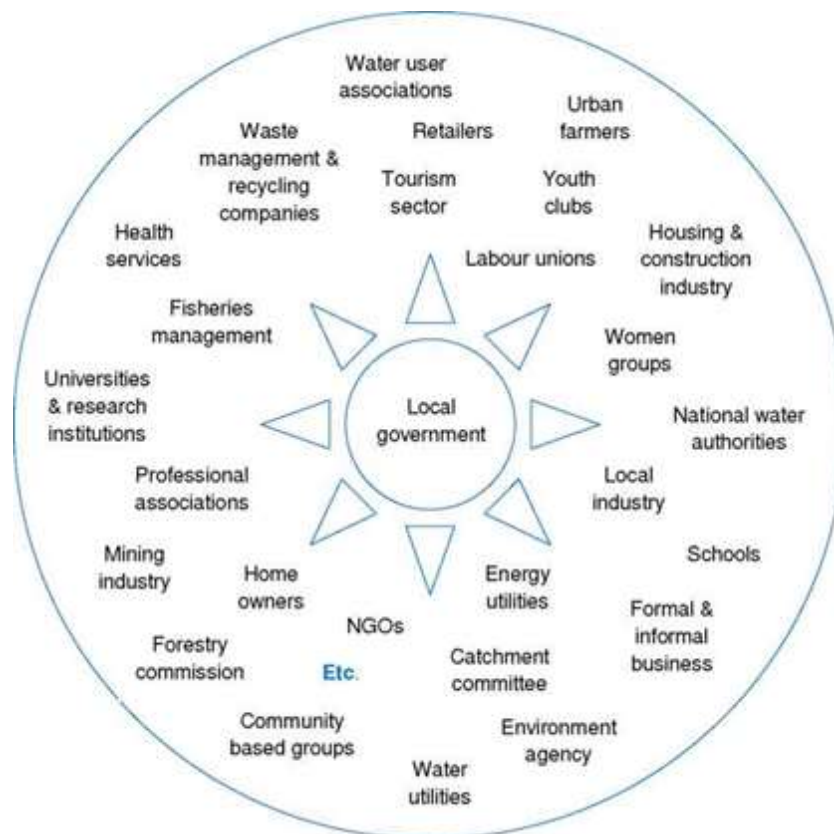 Water user
associations
Urban
farmers
Retailers
Waste
management &
recycling
companies
Tourism
sector
Youth
clubs
Health
services
Labour unions
Housing &
construction
industry
Fisheries
management
Women
groups
Universities
& research
institutions
Local
government
National water
authorities
Professional
associations
Local
industry
Mining
industry
Home
owners
Energy
utilities
Schools
NGOs
Formal &
informal
business
Forestry
commission
Etc.
Catchment
committee
Community
based groups
Environment
agency
Water
utilities